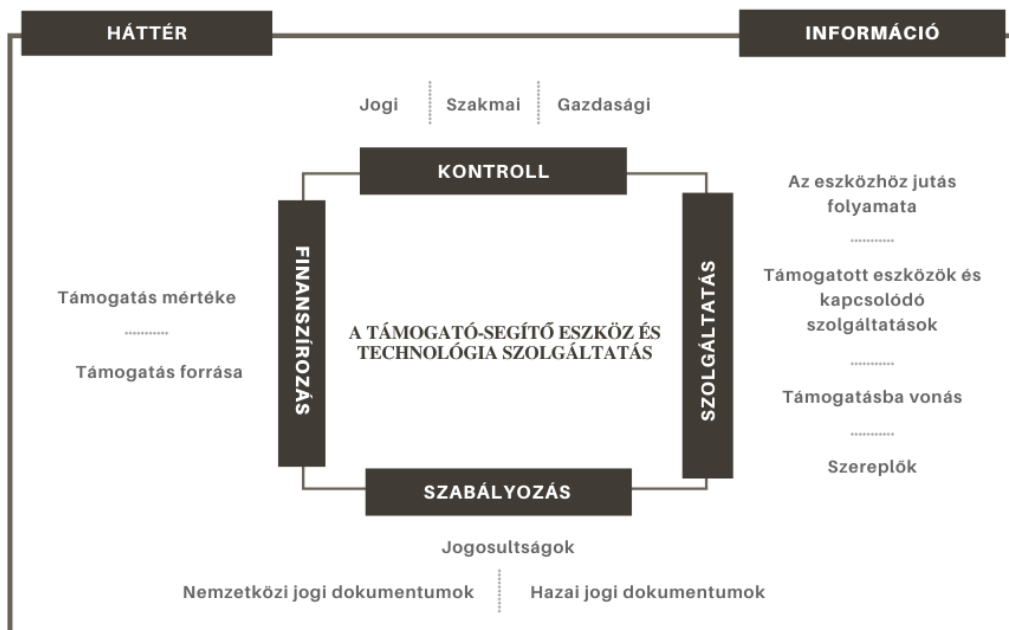 HÁTTÉR
INFORMÁCIÓ
Jogi
Szakmai
Gazdasági
KONTROLL
FINANSZÍROZÁS
Támogatás mértéke
Támogatás forrása
A TÁMOGATÓ-SEGÍTŐ ESZKÖZ ÉS
TECHNOLÓGIA SZOLGÁLTATÁS
SZOLGÁLTATÁS
Az eszközhöz jutás
folyamata
Támogatott eszközök és
kapcsolódó
szolgáltatások
Támogatásba vonás
Szereplők
SZABÁLYOZÁS
Jogosultságok
Nemzetközi jogi dokumentumok
Hazai jogi dokumentumok